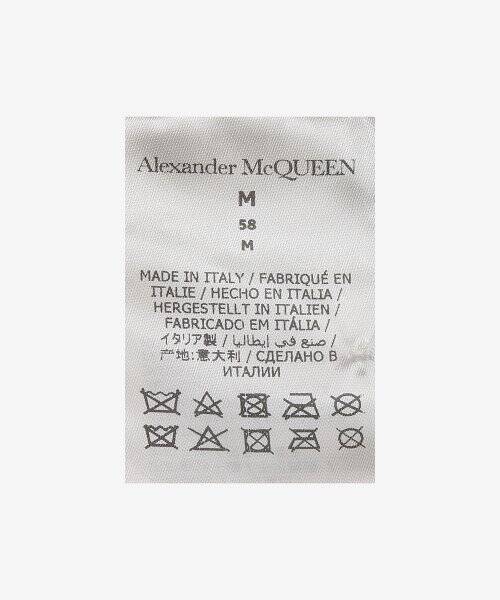 Alexander McQUEEN
M
58
M
MADE IN ITALY / FABRIQUÉ EN
ITALIE / HECHO EN ITALIA /
HERGESTELLT IN ITALIEN /
FABRICADO EM ITÁLIA /
イタリア製 / صنع في إيطاليا /
产地:意大利 / СДЕЛАНО В
ИТАЛИИ